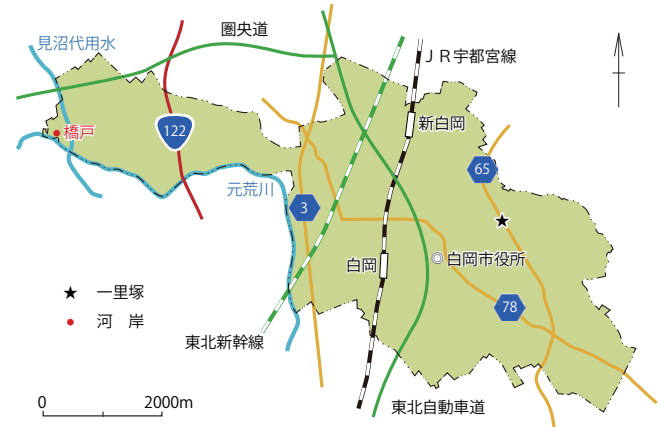 見沼代用水
圏央道
ＪＲ宇都宮線
橋戸
122
新白岡
65
元荒川
3
白岡
白岡市役所
78
★ 一里塚
● 河 岸
東北新幹線
0 2000m
東北自動車道